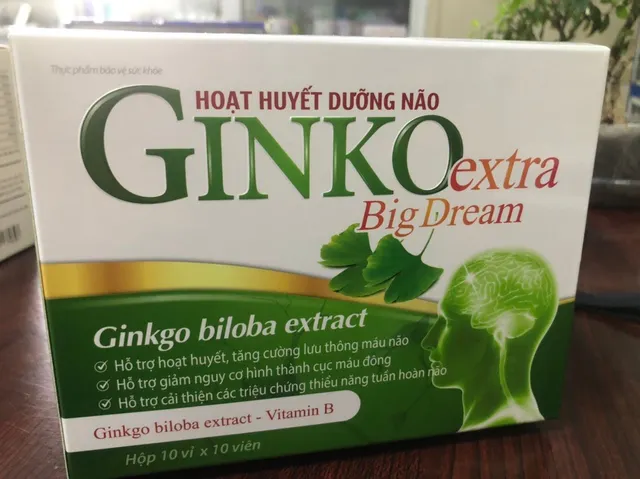 Thực phẩm bảo vệ sức khỏe
HOẠT HUYẾT DƯỠNG NÃO
GINKO extra
Big Dream
Ginkgo biloba extract
Hỗ trợ hoạt huyết, tăng cường lưu thông máu não
Hỗ trợ giảm nguy cơ hình thành cục máu đông
Hỗ trợ cải thiện các triệu chứng thiểu năng tuần hoàn não
Ginkgo biloba extract - Vitamin B
Hộp 10 vỉ x 10 viên